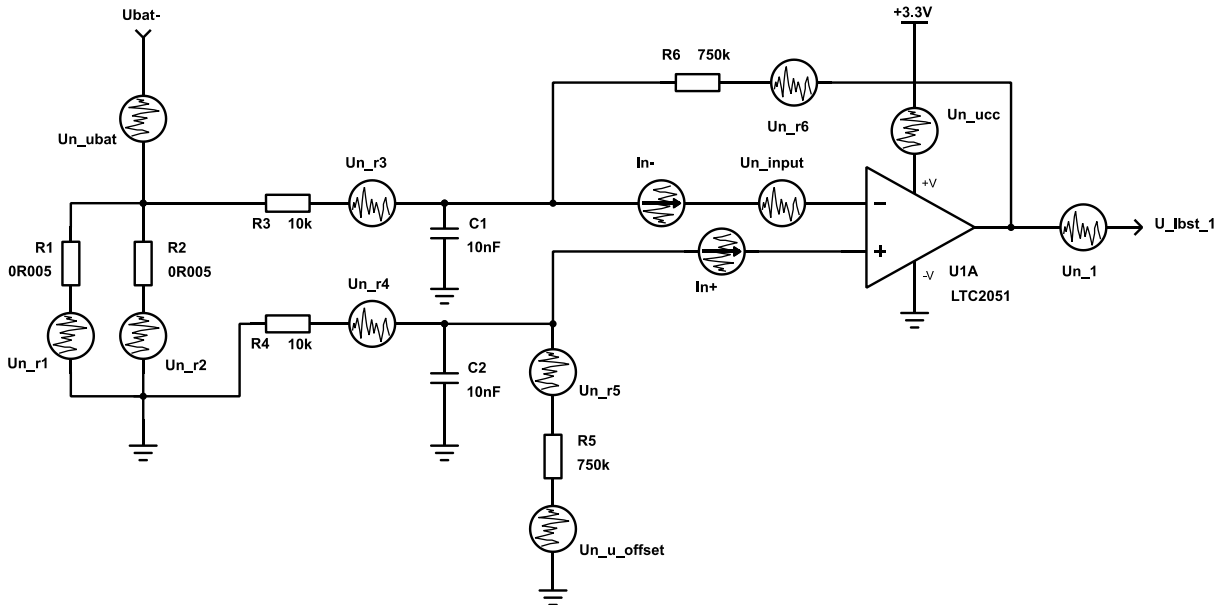 Ubat-
+3.3V
R6 750k
Un_ubat
Un_r6
Un_ucc
Un_r3
In-
Un_input
+V
R3 10k
C1
10nF
R1
0R005
R2
0R005
U_Ibst_1
Un_r4
In+
-V
U1A
LTC2051
Un_1
R4 10k
Un_r1
Un_r2
C2
10nF
Un_r5
R5
750k
Un_u_offset